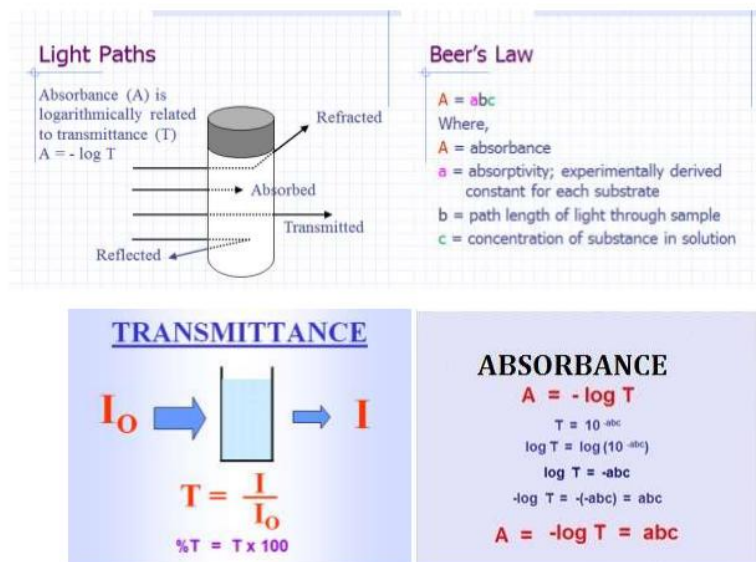 Light Paths
Absorbance (A) is
logarithmically related
to transmittance (T)
A = - log T
Refracted
Absorbed
Transmitted
Reflected
Beer's Law
A = abc
Where,
A = absorbance
a = absorptivity; experimentally derived
constant for each substrate
b = path length of light through sample
c = concentration of substance in solution
TRANSMITTANCE
I₀
I
T = I / I₀
%T = T x 100
ABSORBANCE
A = - log T
T = 10 ⁻ᵃᵇᶜ
log T = log (10 ⁻ᵃᵇᶜ)
log T = -abc
-log T = -(-abc) = abc
A = -log T = abc